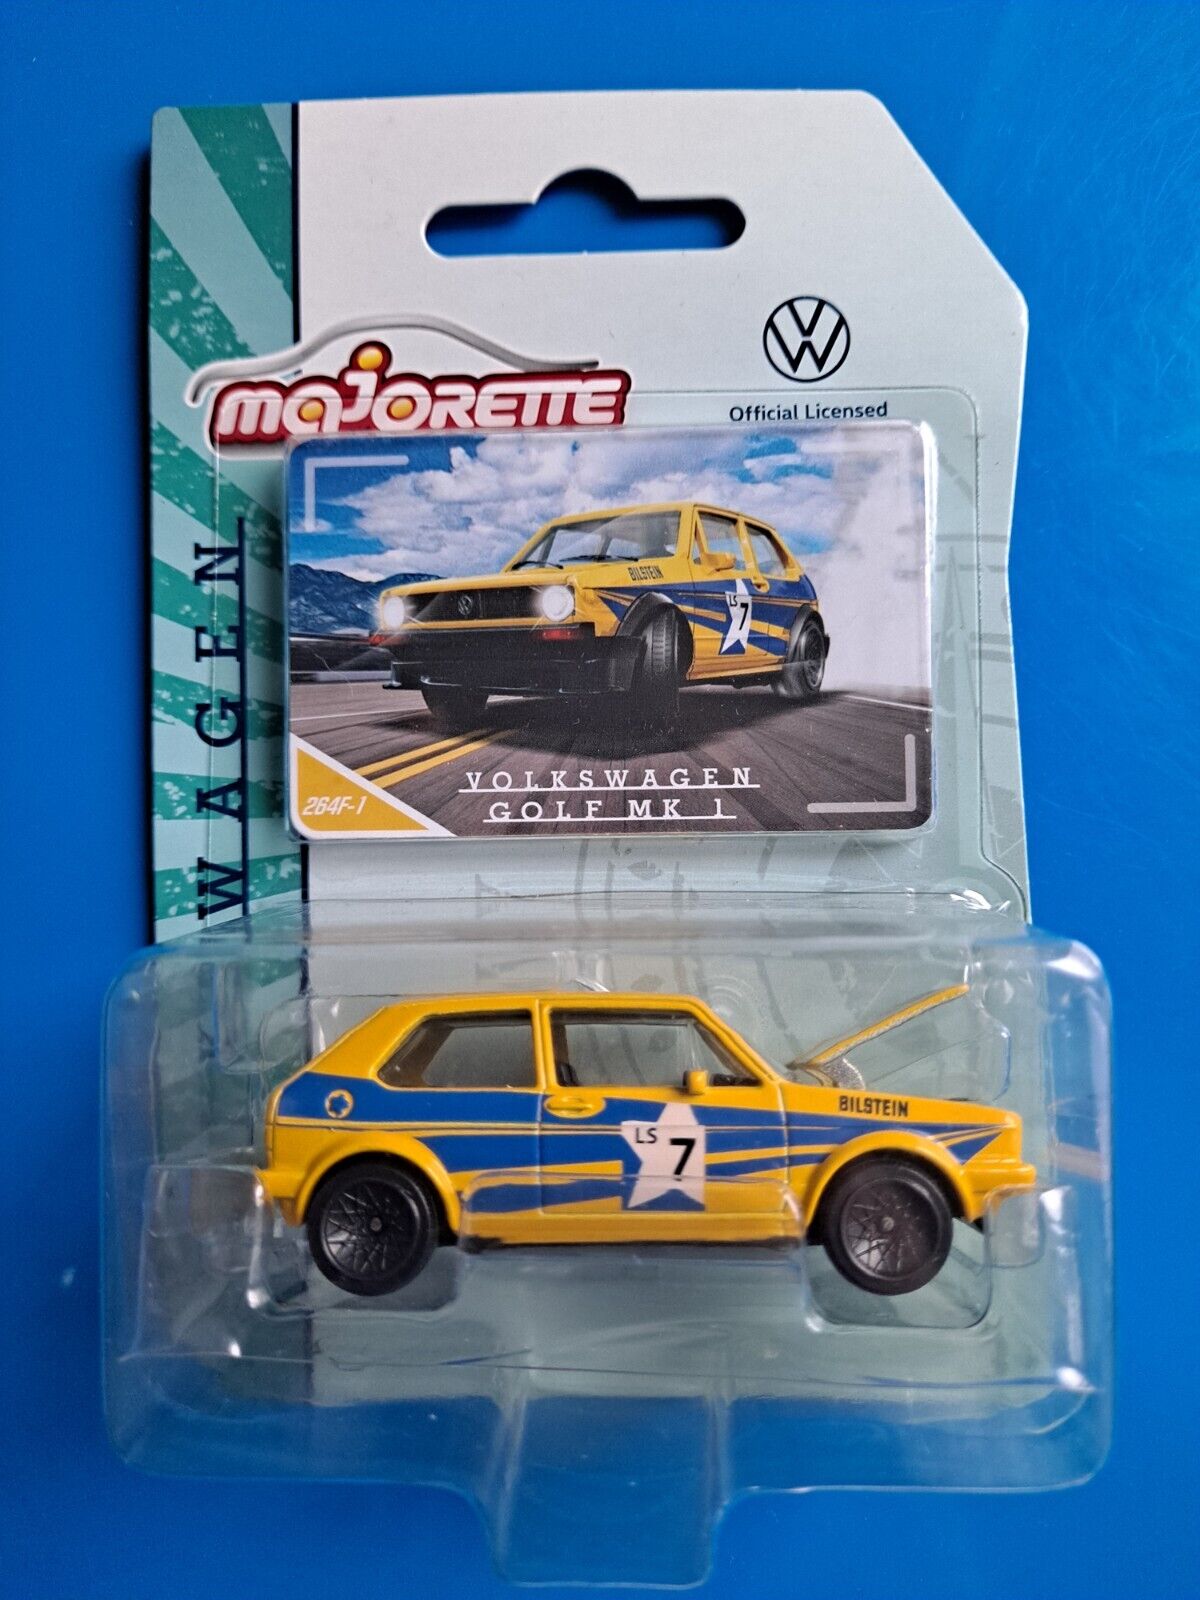 Official Licensed
majorette
WAGEN
BILSTEIN
LS
7
264F-1
VOLKSWAGEN
GOLF MK 1
BILSTEIN
LS
7